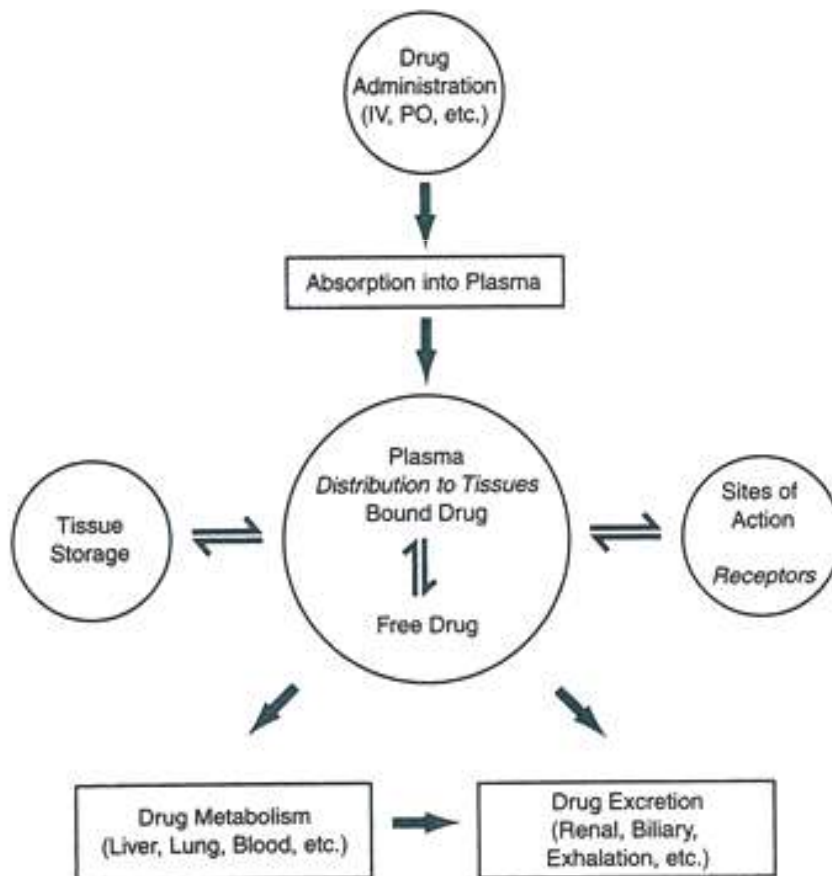 Drug
Administration
(IV, PO, etc.)
Absorption into Plasma
Plasma
Distribution to Tissues
Bound Drug
Free Drug
Tissue
Storage
Sites of
Action
Receptors
Drug Metabolism
(Liver, Lung, Blood, etc.)
Drug Excretion
(Renal, Biliary,
Exhalation, etc.)